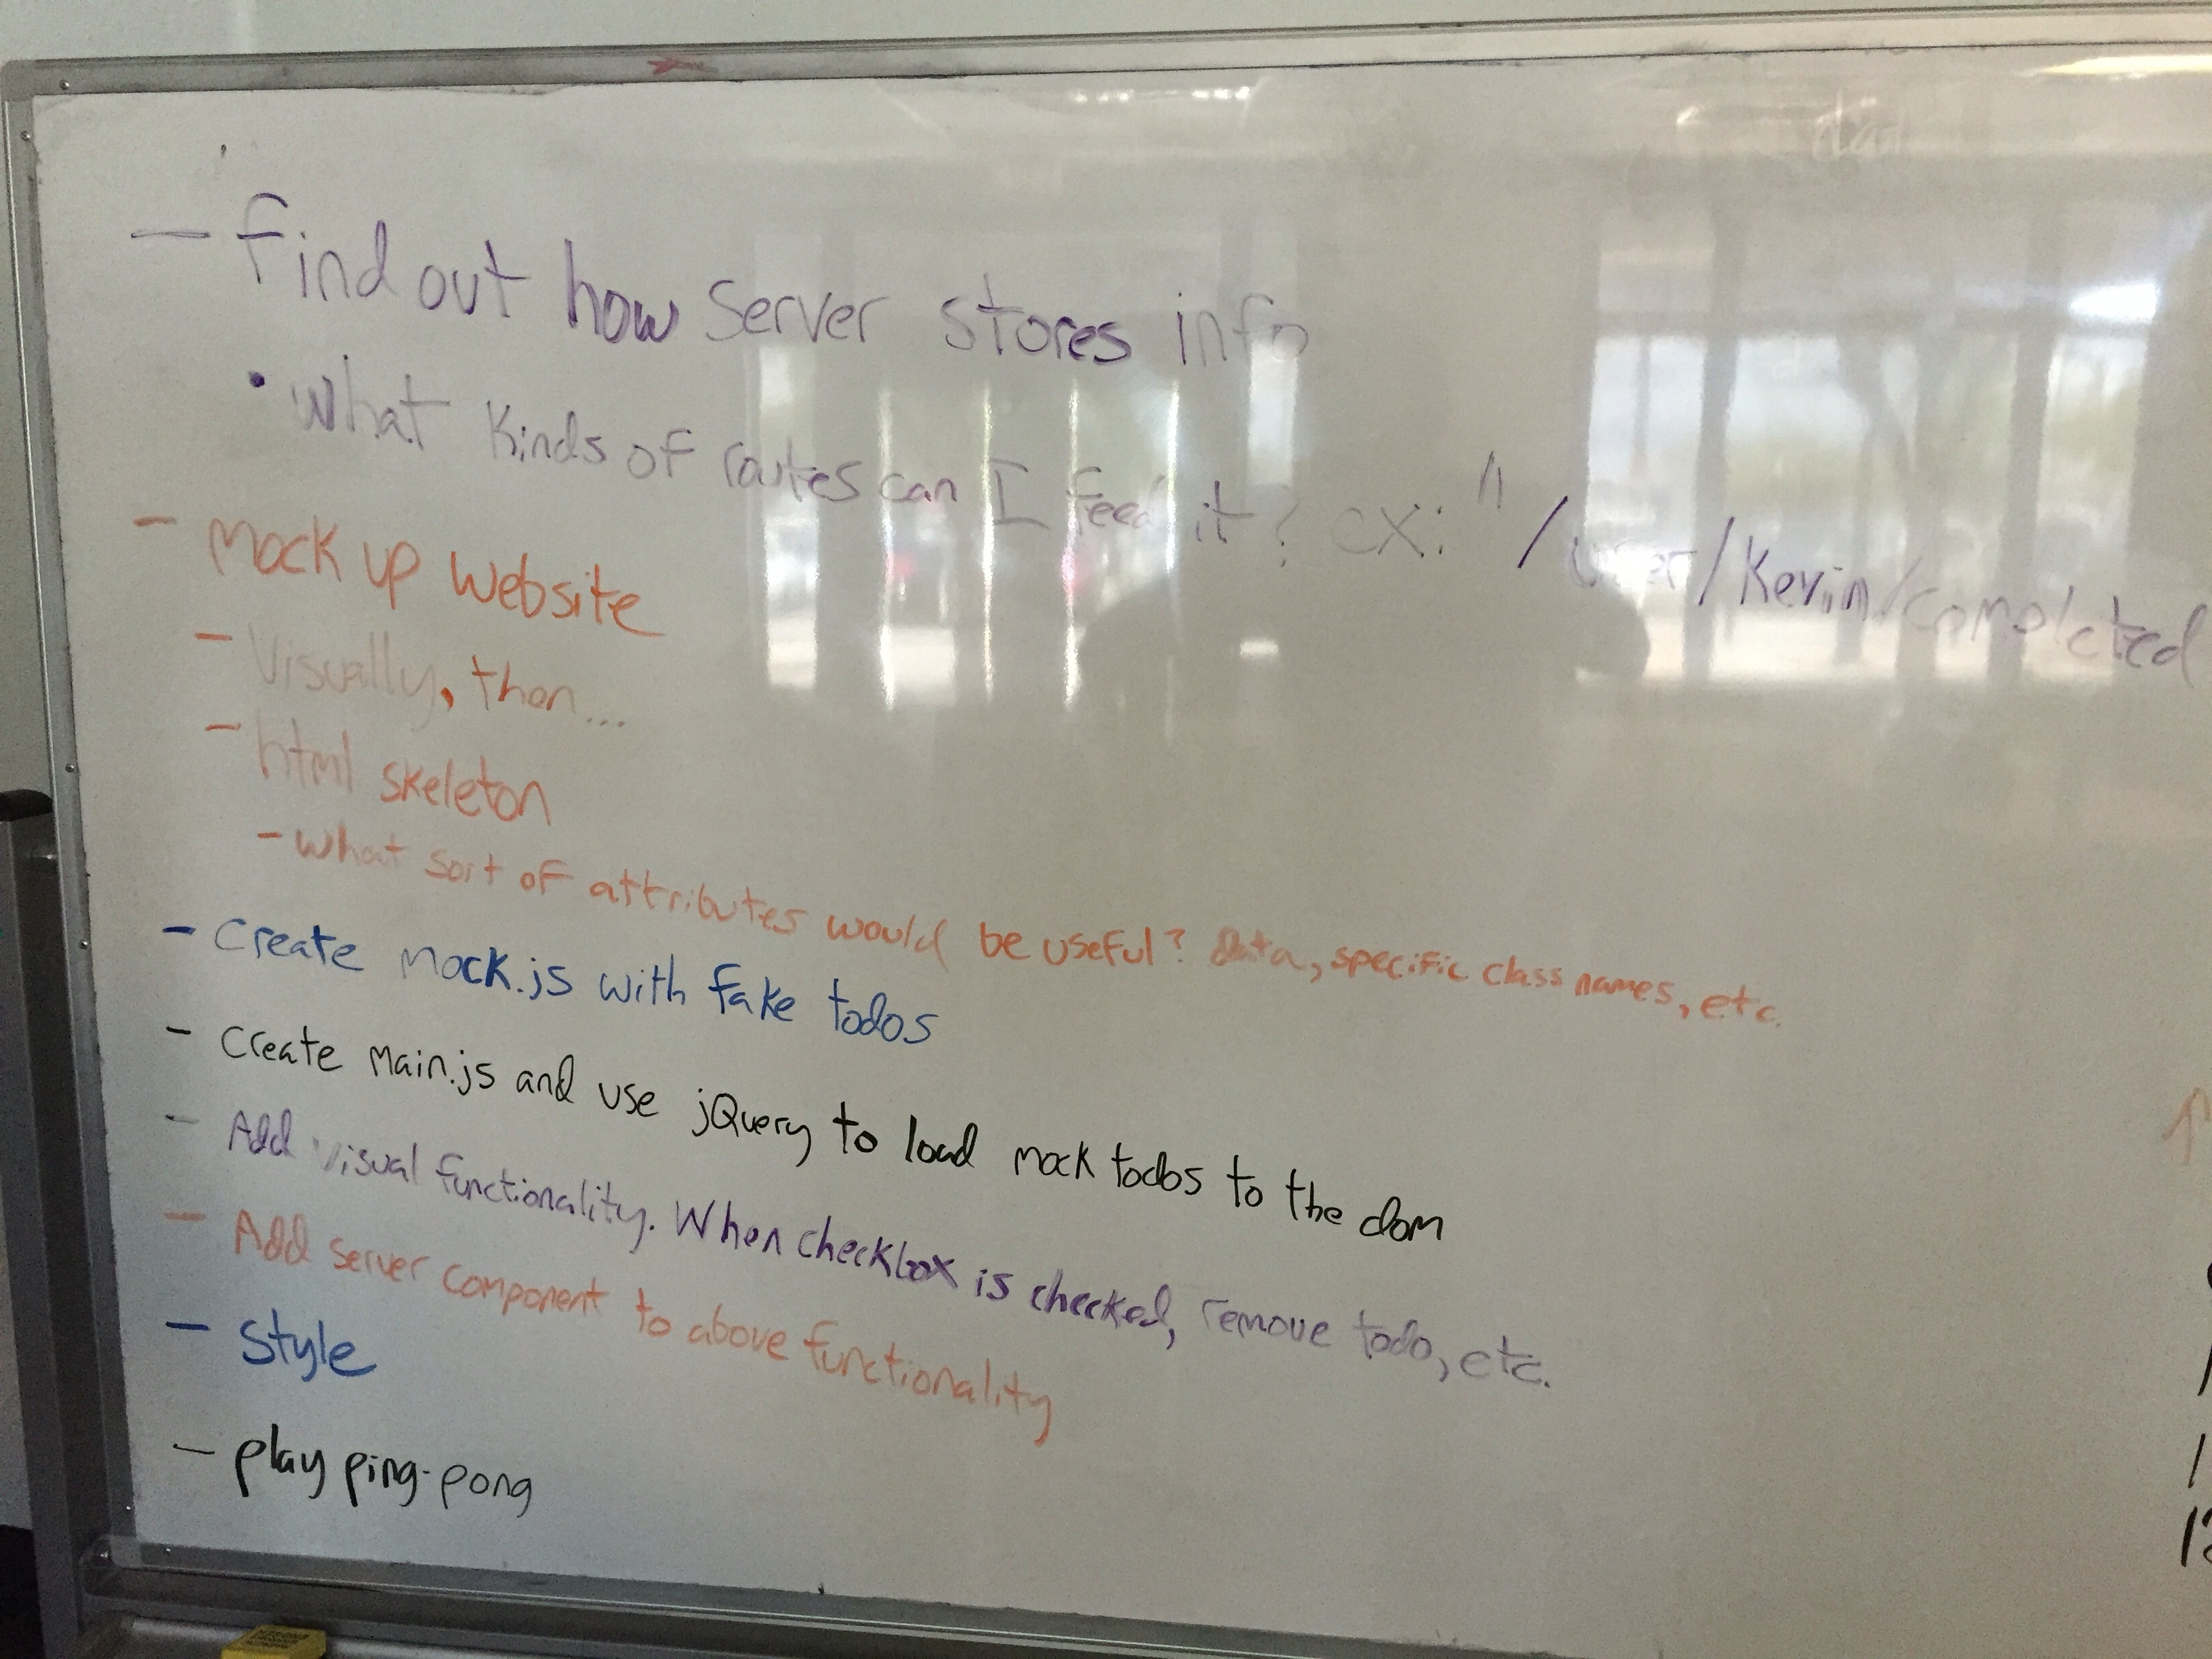 — Find out how server stores info
• What kinds of routes can I feed it? ex: "/user/Kevin/completed
- Mock up website
- Visually, then...
- html skeleton
- what sort of attributes would be useful? data, specific class names, etc.
- Create mock.js with fake todos
- Create main.js and use jQuery to load mock todos to the dom
- Add visual functionality. When checkbox is checked, remove todo, etc.
- Add server component to above functionality
- Style
- play ping-pong